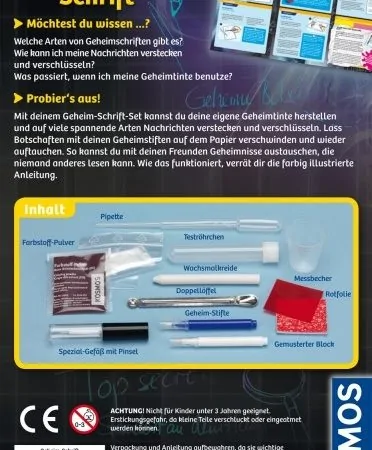 Schrift
Möchtest du wissen ...?
Welche Arten von Geheimschriften gibt es?
Wie kann ich meine Nachrichten verstecken
und verschlüsseln?
Was passiert, wenn ich meine Geheimtinte benutze?
Probier's aus!
Mit deinem Geheim-Schrift-Set kannst du deine eigene Geheimtinte herstellen
und auf viele spannende Arten Nachrichten verstecken und verschlüsseln. Lass
Botschaften mit deinen Geheimstiften auf dem Papier verschwinden und wieder
auftauchen. So kannst du mit deinen Freunden Geheimnisse austauschen, die
niemand anderes lesen kann. Wie das funktioniert, verrät dir die farbig illustrierte
Anleitung.
Inhalt
Pipette
Farbstoff-Pulver
Teströhrchen
Wachsmalkreide
Messbecher
Doppellöffel
Rotfolie
Geheim-Stifte
Spezial-Gefäß mit Pinsel
Gemusterter Block
KOSMOS
Top secret
CE
0-3
ACHTUNG! Nicht für Kinder unter 3 Jahren geeignet.
Erstickungsgefahr, da kleine Teile verschluckt oder eingeatmet
werden können.
Verpackung und Anleitung aufbewahren, da sie wichtige
MOS